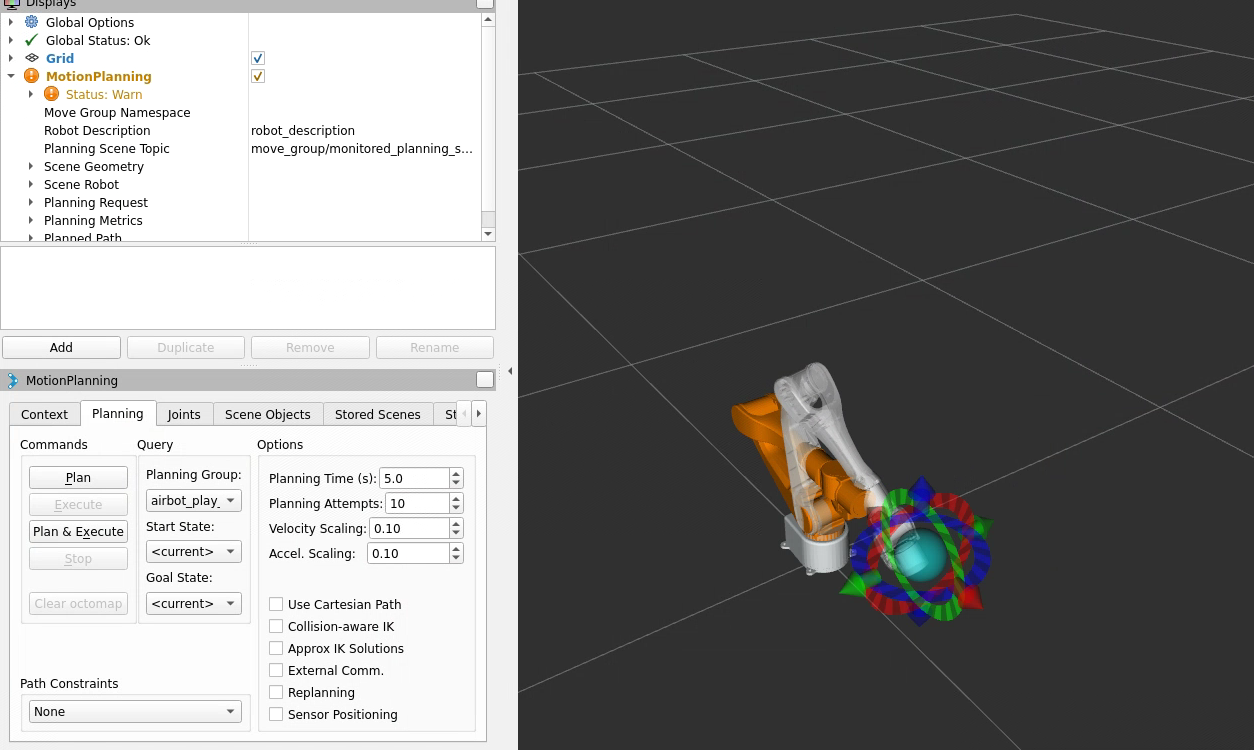 Displays
Global Options
Global Status: Ok
Grid
MotionPlanning
Status: Warn
Move Group Namespace
Robot Description robot_description
Planning Scene Topic move_group/monitored_planning_s...
Scene Geometry
Scene Robot
Planning Request
Planning Metrics
Planned Path
Add Duplicate Remove Rename
MotionPlanning
Context Planning Joints Scene Objects Stored Scenes St
Commands Query Options
Plan Planning Group: Planning Time (s): 5.0
Execute airbot_play_ Planning Attempts: 10
Plan & Execute Start State: Velocity Scaling: 0.10
Stop <current> Accel. Scaling: 0.10
Goal State:
Clear octomap <current> Use Cartesian Path
Collision-aware IK
Approx IK Solutions
External Comm.
Path Constraints Replanning
None Sensor Positioning